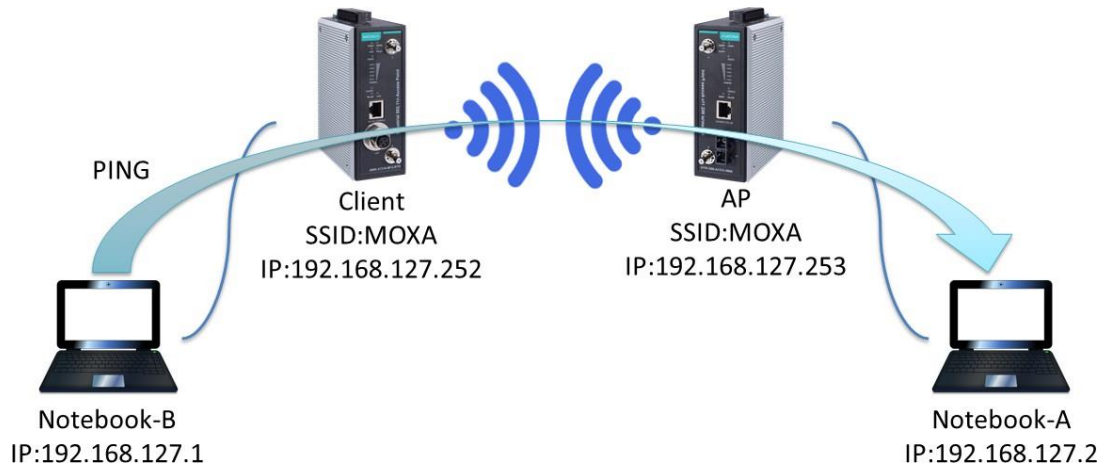 PING
Client
SSID:MOXA
IP:192.168.127.252
AP
SSID:MOXA
IP:192.168.127.253
Notebook-B
IP:192.168.127.1
Notebook-A
IP:192.168.127.2